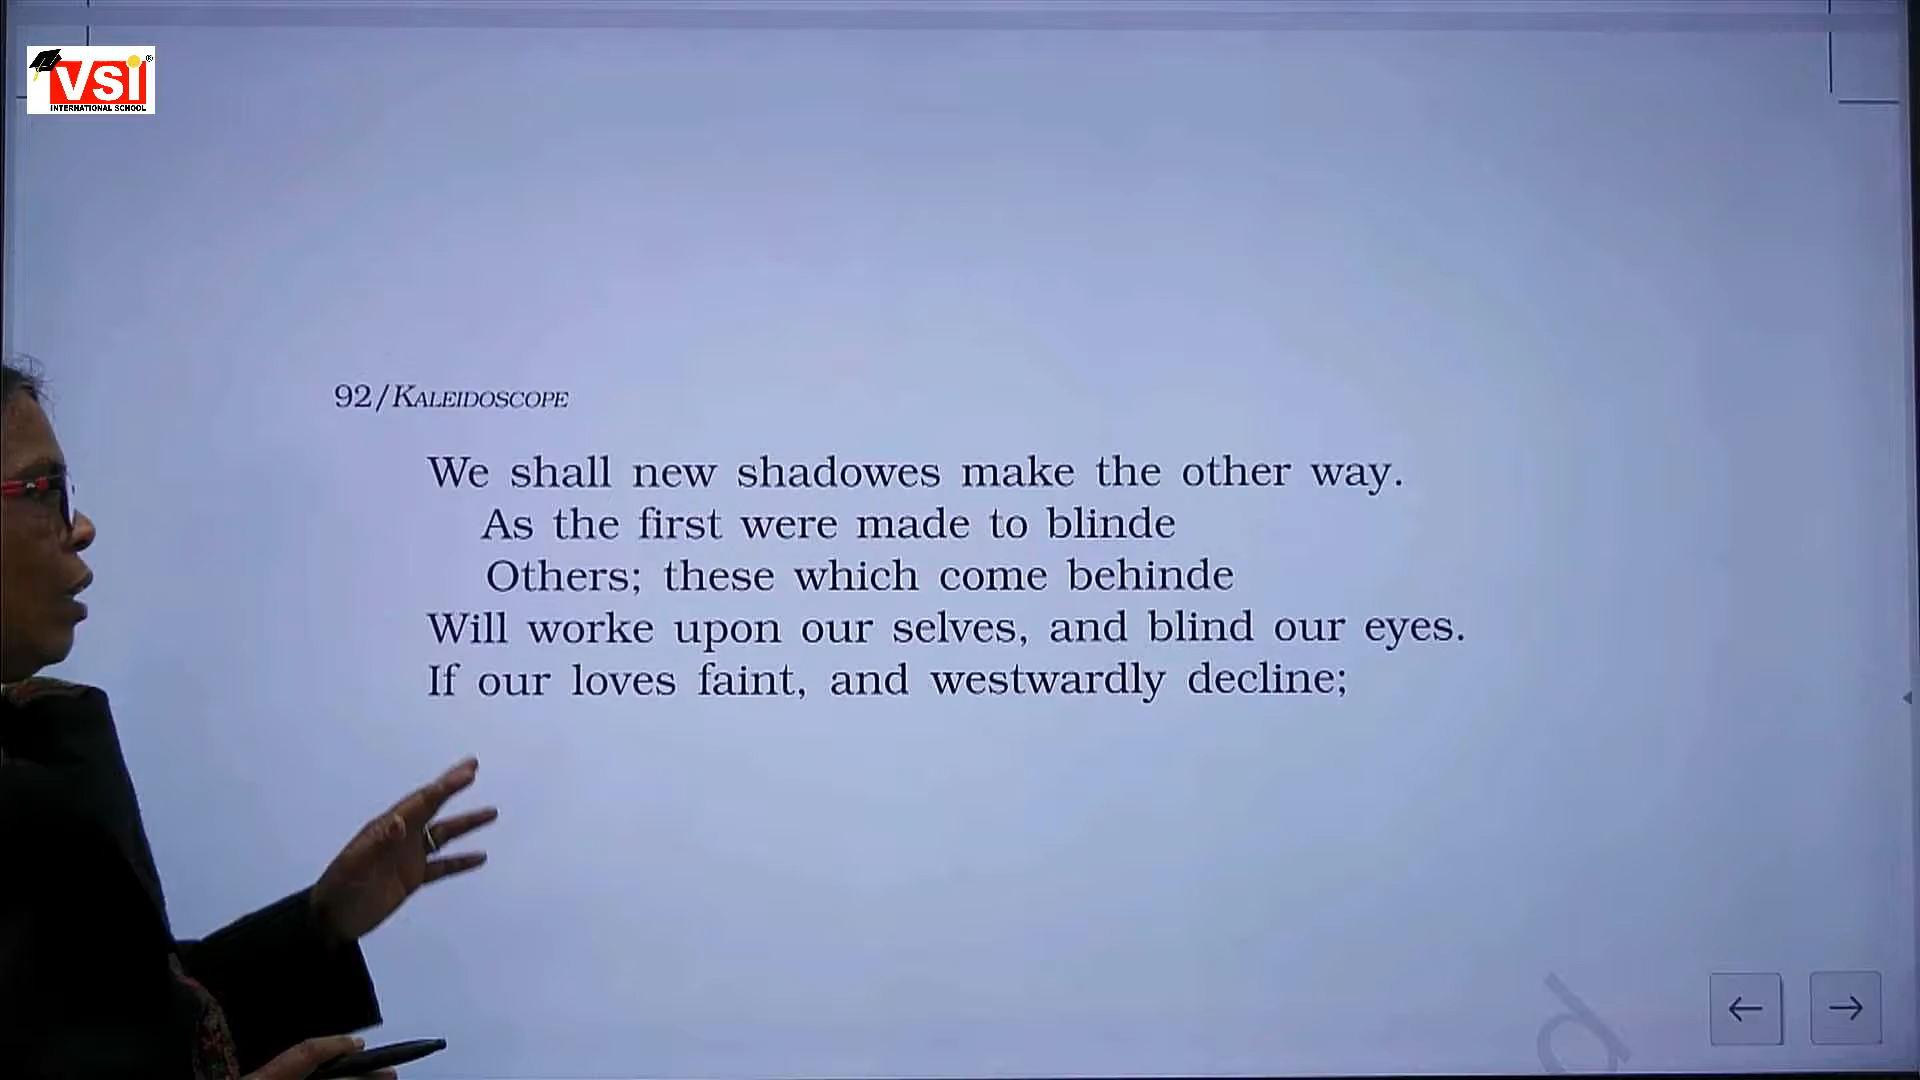 VSI
INTERNATIONAL SCHOOL
92/KALEIDOSCOPE
We shall new shadowes make the other way.
As the first were made to blinde
Others; these which come behinde
Will worke upon our selves, and blind our eyes.
If our loves faint, and westwardly decline;